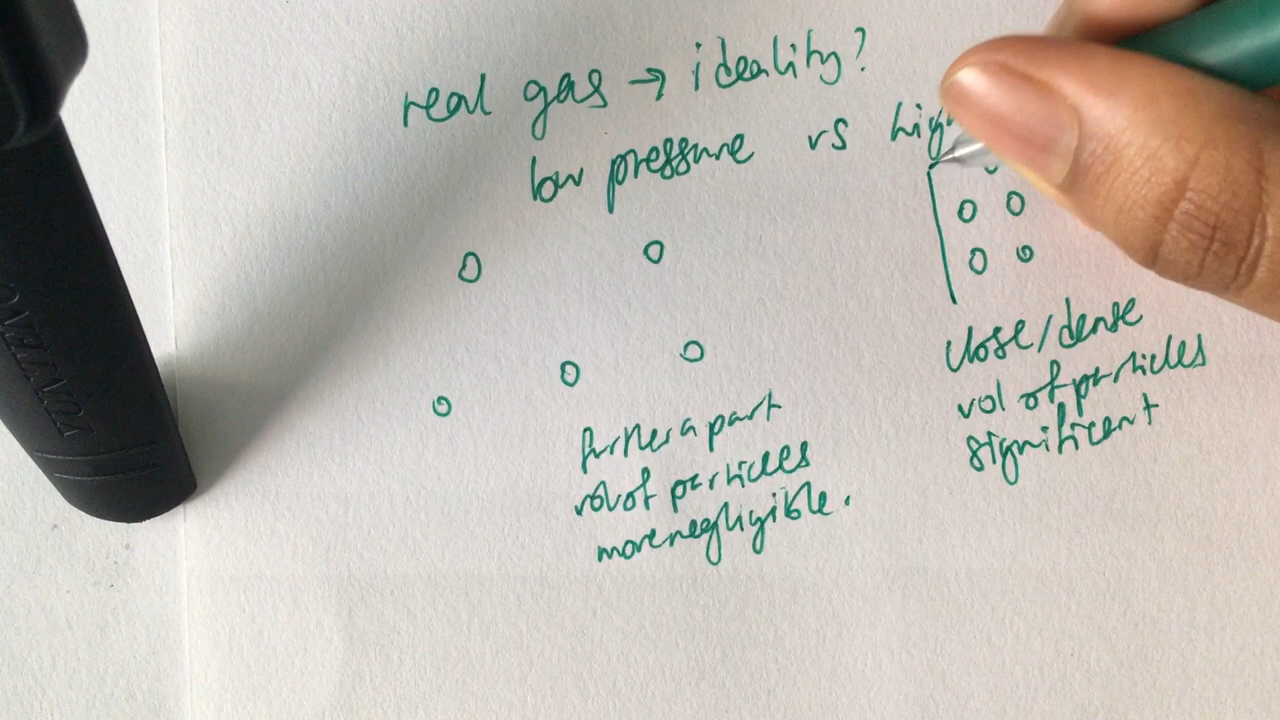 real gas → ideality?
low pressure vs hig
further apart
vol of particles
more negligible.
close/dense
vol of particles
significant